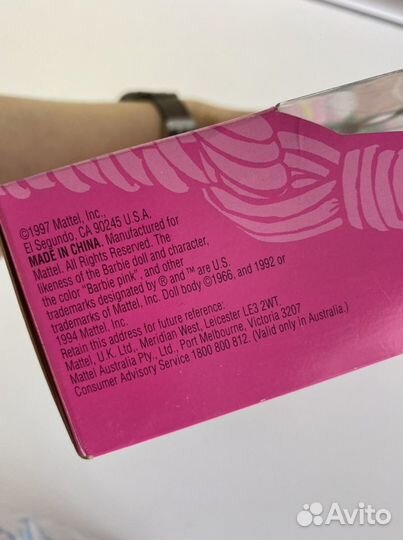 ©1997 Mattel, Inc.,
El Segundo, CA 90245 U.S.A.
MADE IN CHINA. Manufactured for
Mattel. All Rights Reserved. The
likeness of the Barbie doll and character,
the color "Barbie pink", and other
trademarks designated by ® and ™ are U.S.
trademarks of Mattel, Inc. Doll body ©1966, and 1992 or
1994 Mattel, Inc.
Retain this address for future reference:
Mattel, U.K. Ltd., Meridian West, Leicester LE3 2WT.
Mattel Australia Pty., Ltd., Port Melbourne, Victoria 3207
Consumer Advisory Service 1800 800 812. (Valid only in Australia.)
Avito